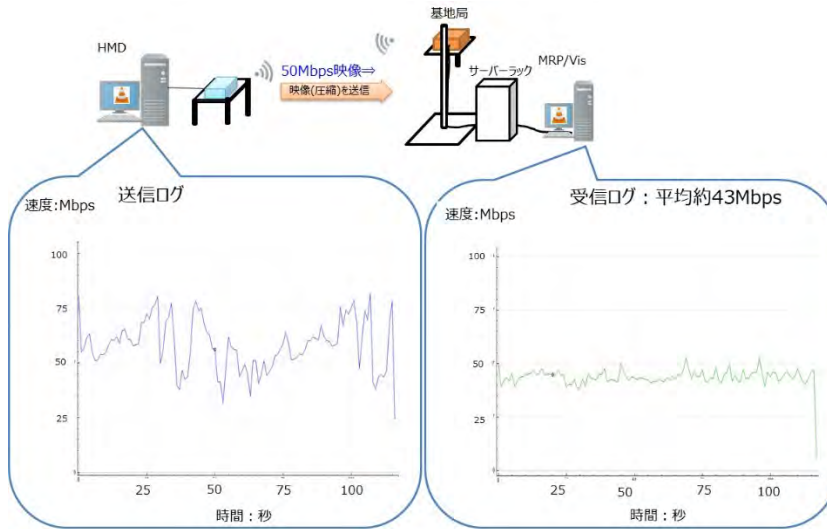 基地局
HMD
50Mbps映像⇒
映像(圧縮)を送信
サーバーラック
MRP/Vis
送信ログ
速度:Mbps
100
75
50
25
25
50
75
100
時間：秒
受信ログ：平均約43Mbps
速度:Mbps
100
75
50
25
25
50
75
100
時間：秒